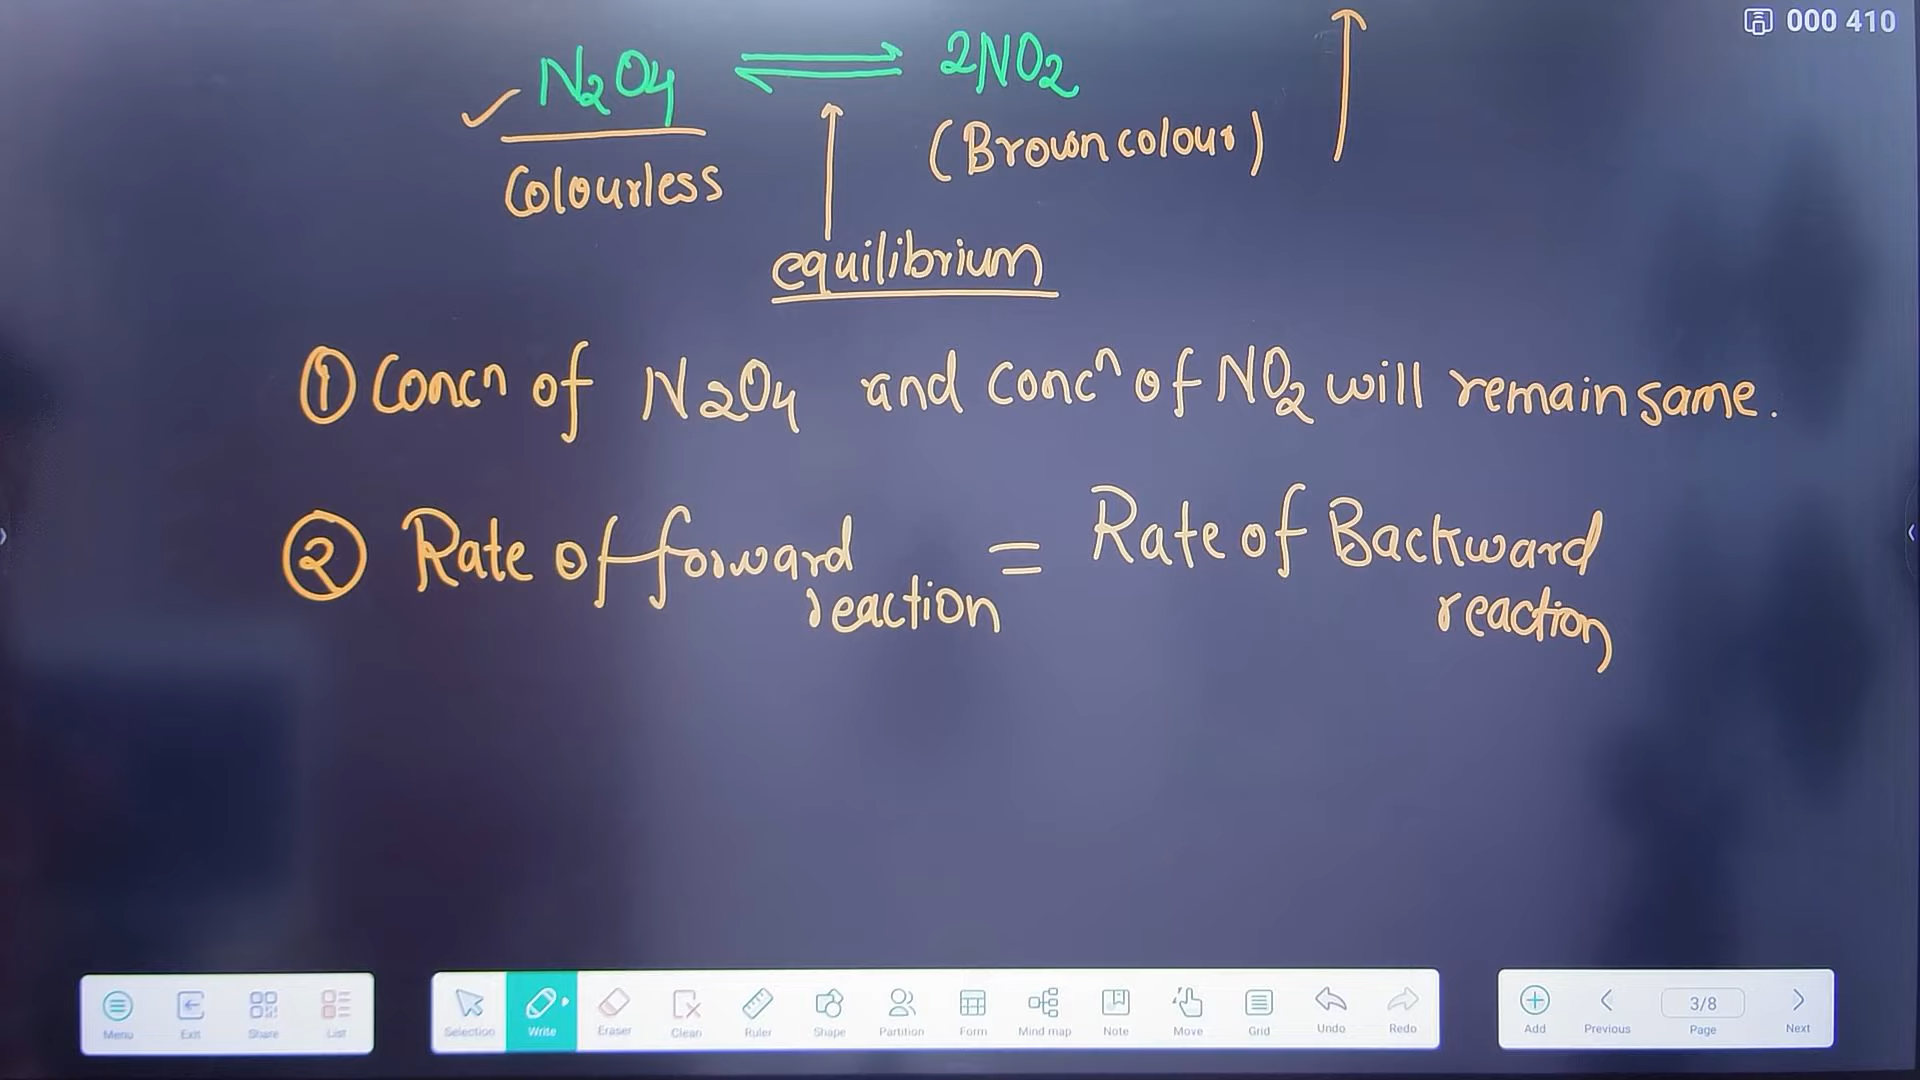 000 410
N₂O₄ ⇌ 2NO₂
Colourless
(Brown colour)
equilibrium
① Concⁿ of N₂O₄ and concⁿ of NO₂ will remain same.
② Rate of forward reaction = Rate of Backward reaction
Menu Exit Share List
Selection Write Eraser Clean Ruler Shape Partition Form Mind map Note Move Grid Undo Redo
Add Previous 3/8 Page Next